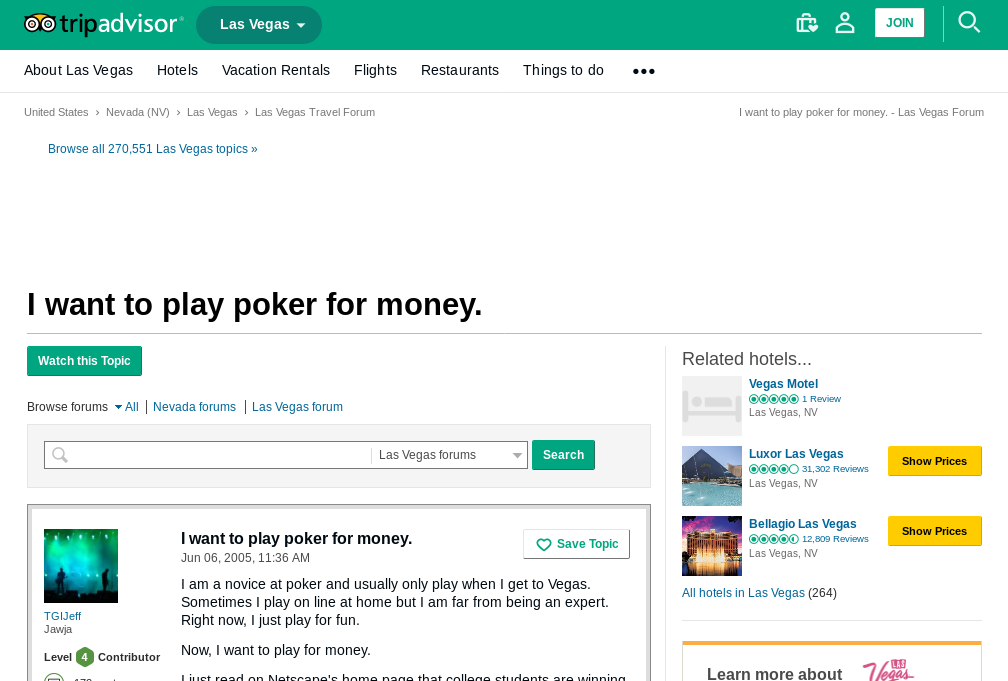 tripadvisor
Las Vegas
JOIN
About Las Vegas Hotels Vacation Rentals Flights Restaurants Things to do
United States › Nevada (NV) › Las Vegas › Las Vegas Travel Forum
I want to play poker for money. - Las Vegas Forum
Browse all 270,551 Las Vegas topics »
I want to play poker for money.
Watch this Topic
Browse forums All | Nevada forums | Las Vegas forum
Las Vegas forums
Search
TGIJeff
Jawja
Level 4 Contributor
I want to play poker for money.
Jun 06, 2005, 11:36 AM
Save Topic
I am a novice at poker and usually only play when I get to Vegas.
Sometimes I play on line at home but I am far from being an expert.
Right now, I just play for fun.
Now, I want to play for money.
I just read on Netscape's home page that college students are winning
Related hotels...
Vegas Motel
1 Review
Las Vegas, NV
Luxor Las Vegas
31,302 Reviews
Las Vegas, NV
Show Prices
Bellagio Las Vegas
12,809 Reviews
Las Vegas, NV
Show Prices
All hotels in Las Vegas (264)
Learn more about
LAS
Vegas